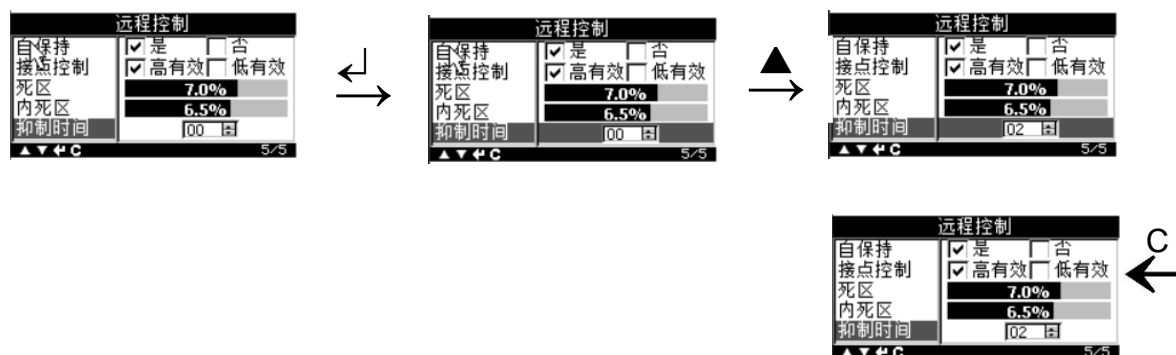 远程控制
自保持 是 否
接点控制 高有效 低有效
死区 7.0%
内死区 6.5%
抑制时间 00
C 5/5
远程控制
自保持 是 否
接点控制 高有效 低有效
死区 7.0%
内死区 6.5%
抑制时间 00
C 5/5
远程控制
自保持 是 否
接点控制 高有效 低有效
死区 7.0%
内死区 6.5%
抑制时间 02
C 5/5
远程控制
自保持 是 否
接点控制 高有效 低有效
死区 7.0%
内死区 6.5%
抑制时间 02
C 5/5
C